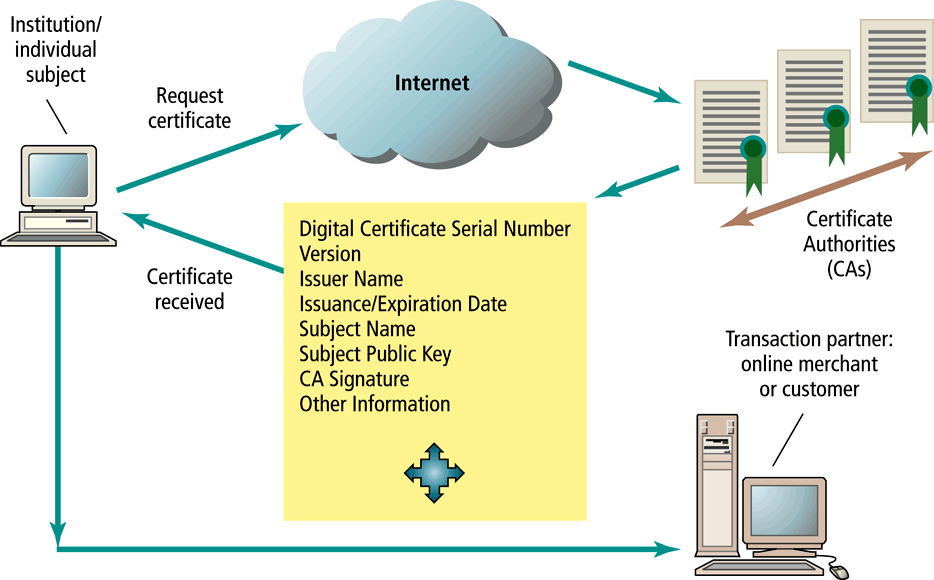 Institution/
individual
subject
Request
certificate
Internet
Certificate
Authorities
(CAs)
Digital Certificate Serial Number
Version
Issuer Name
Issuance/Expiration Date
Subject Name
Subject Public Key
CA Signature
Other Information
Certificate
received
Transaction partner:
online merchant
or customer